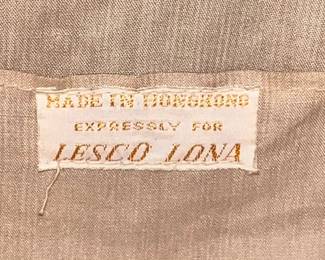 MADE IN HONGKONG
EXPRESSLY FOR
LESCO LONA